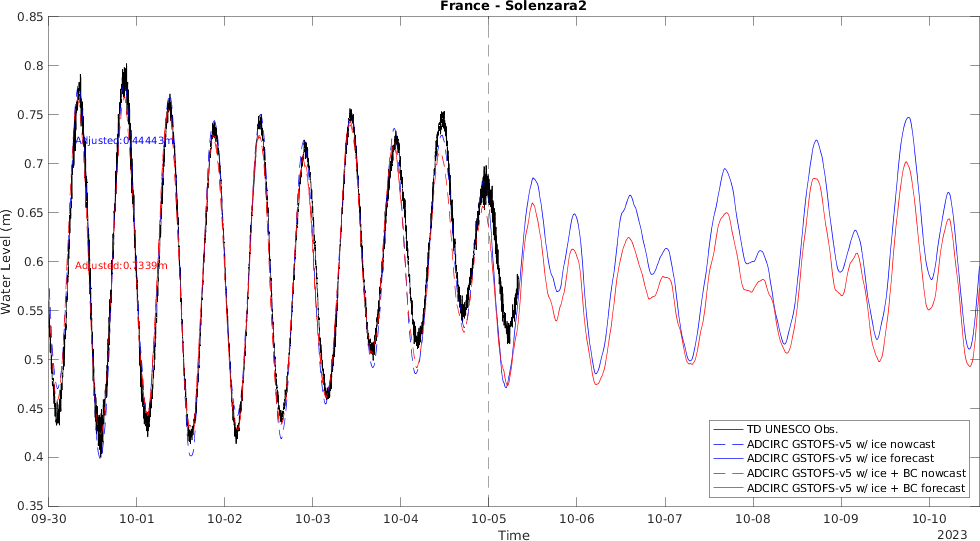 France - Solenzara2
0.85
0.8
0.75
0.7
0.65
0.6
0.55
0.5
0.45
0.4
0.35
Water Level (m)
Adjusted:0.44443m
Adjusted:0.7339m
TD UNESCO Obs.
ADCIRC GSTOFS-v5 w/ ice nowcast
ADCIRC GSTOFS-v5 w/ ice forecast
ADCIRC GSTOFS-v5 w/ ice + BC nowcast
ADCIRC GSTOFS-v5 w/ ice + BC forecast
09-30 10-01 10-02 10-03 10-04 10-05 10-06 10-07 10-08 10-09 10-10
Time
2023